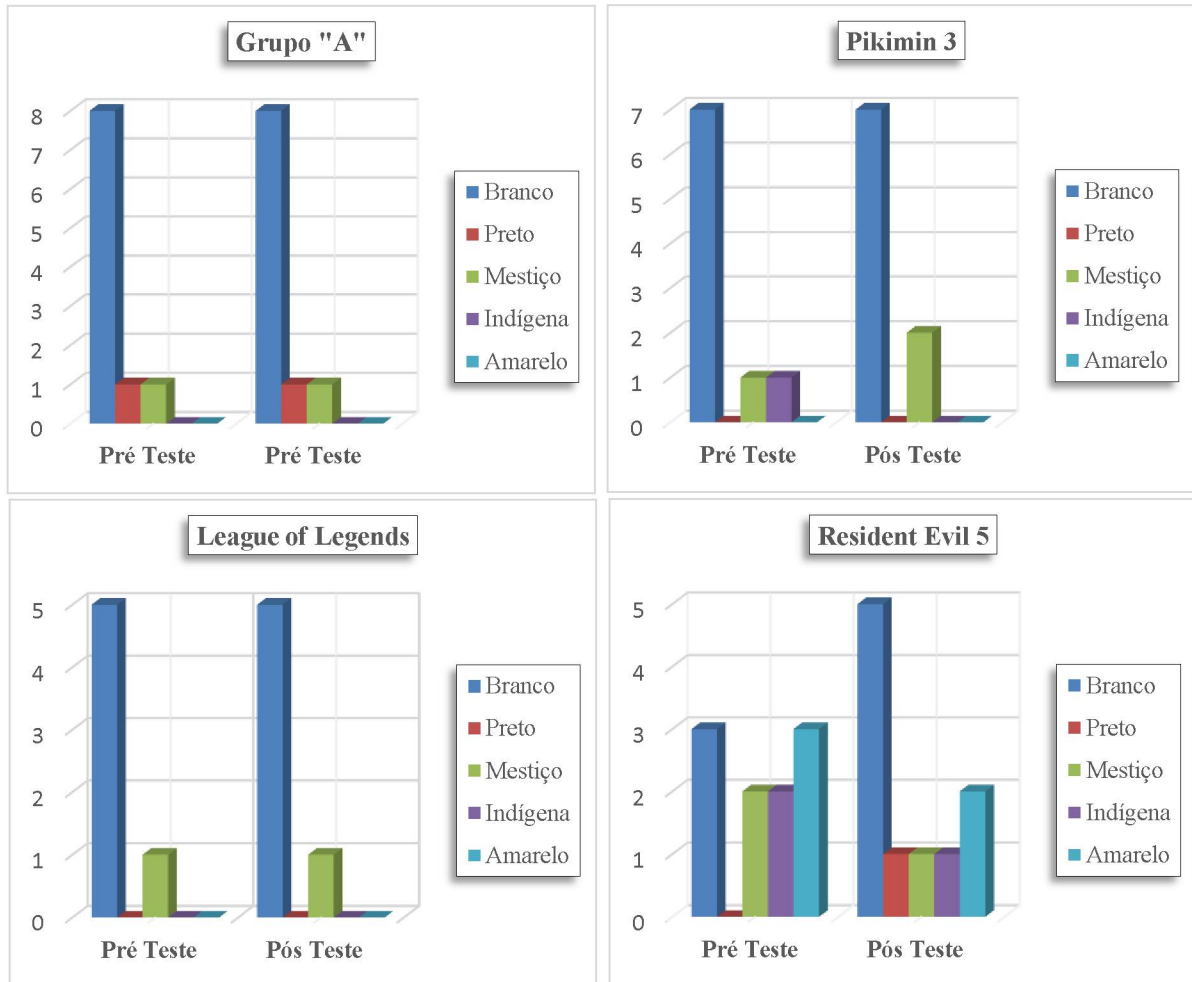 Grupo "A"
8
7
6
5
4
3
2
1
0
Pré Teste
Pré Teste
Branco
Preto
Mestiço
Indígena
Amarelo
Pikimin 3
7
6
5
4
3
2
1
0
Pré Teste
Pós Teste
Branco
Preto
Mestiço
Indígena
Amarelo
League of Legends
5
4
3
2
1
0
Pré Teste
Pós Teste
Branco
Preto
Mestiço
Indígena
Amarelo
Resident Evil 5
5
4
3
2
1
0
Pré Teste
Pós Teste
Branco
Preto
Mestiço
Indígena
Amarelo